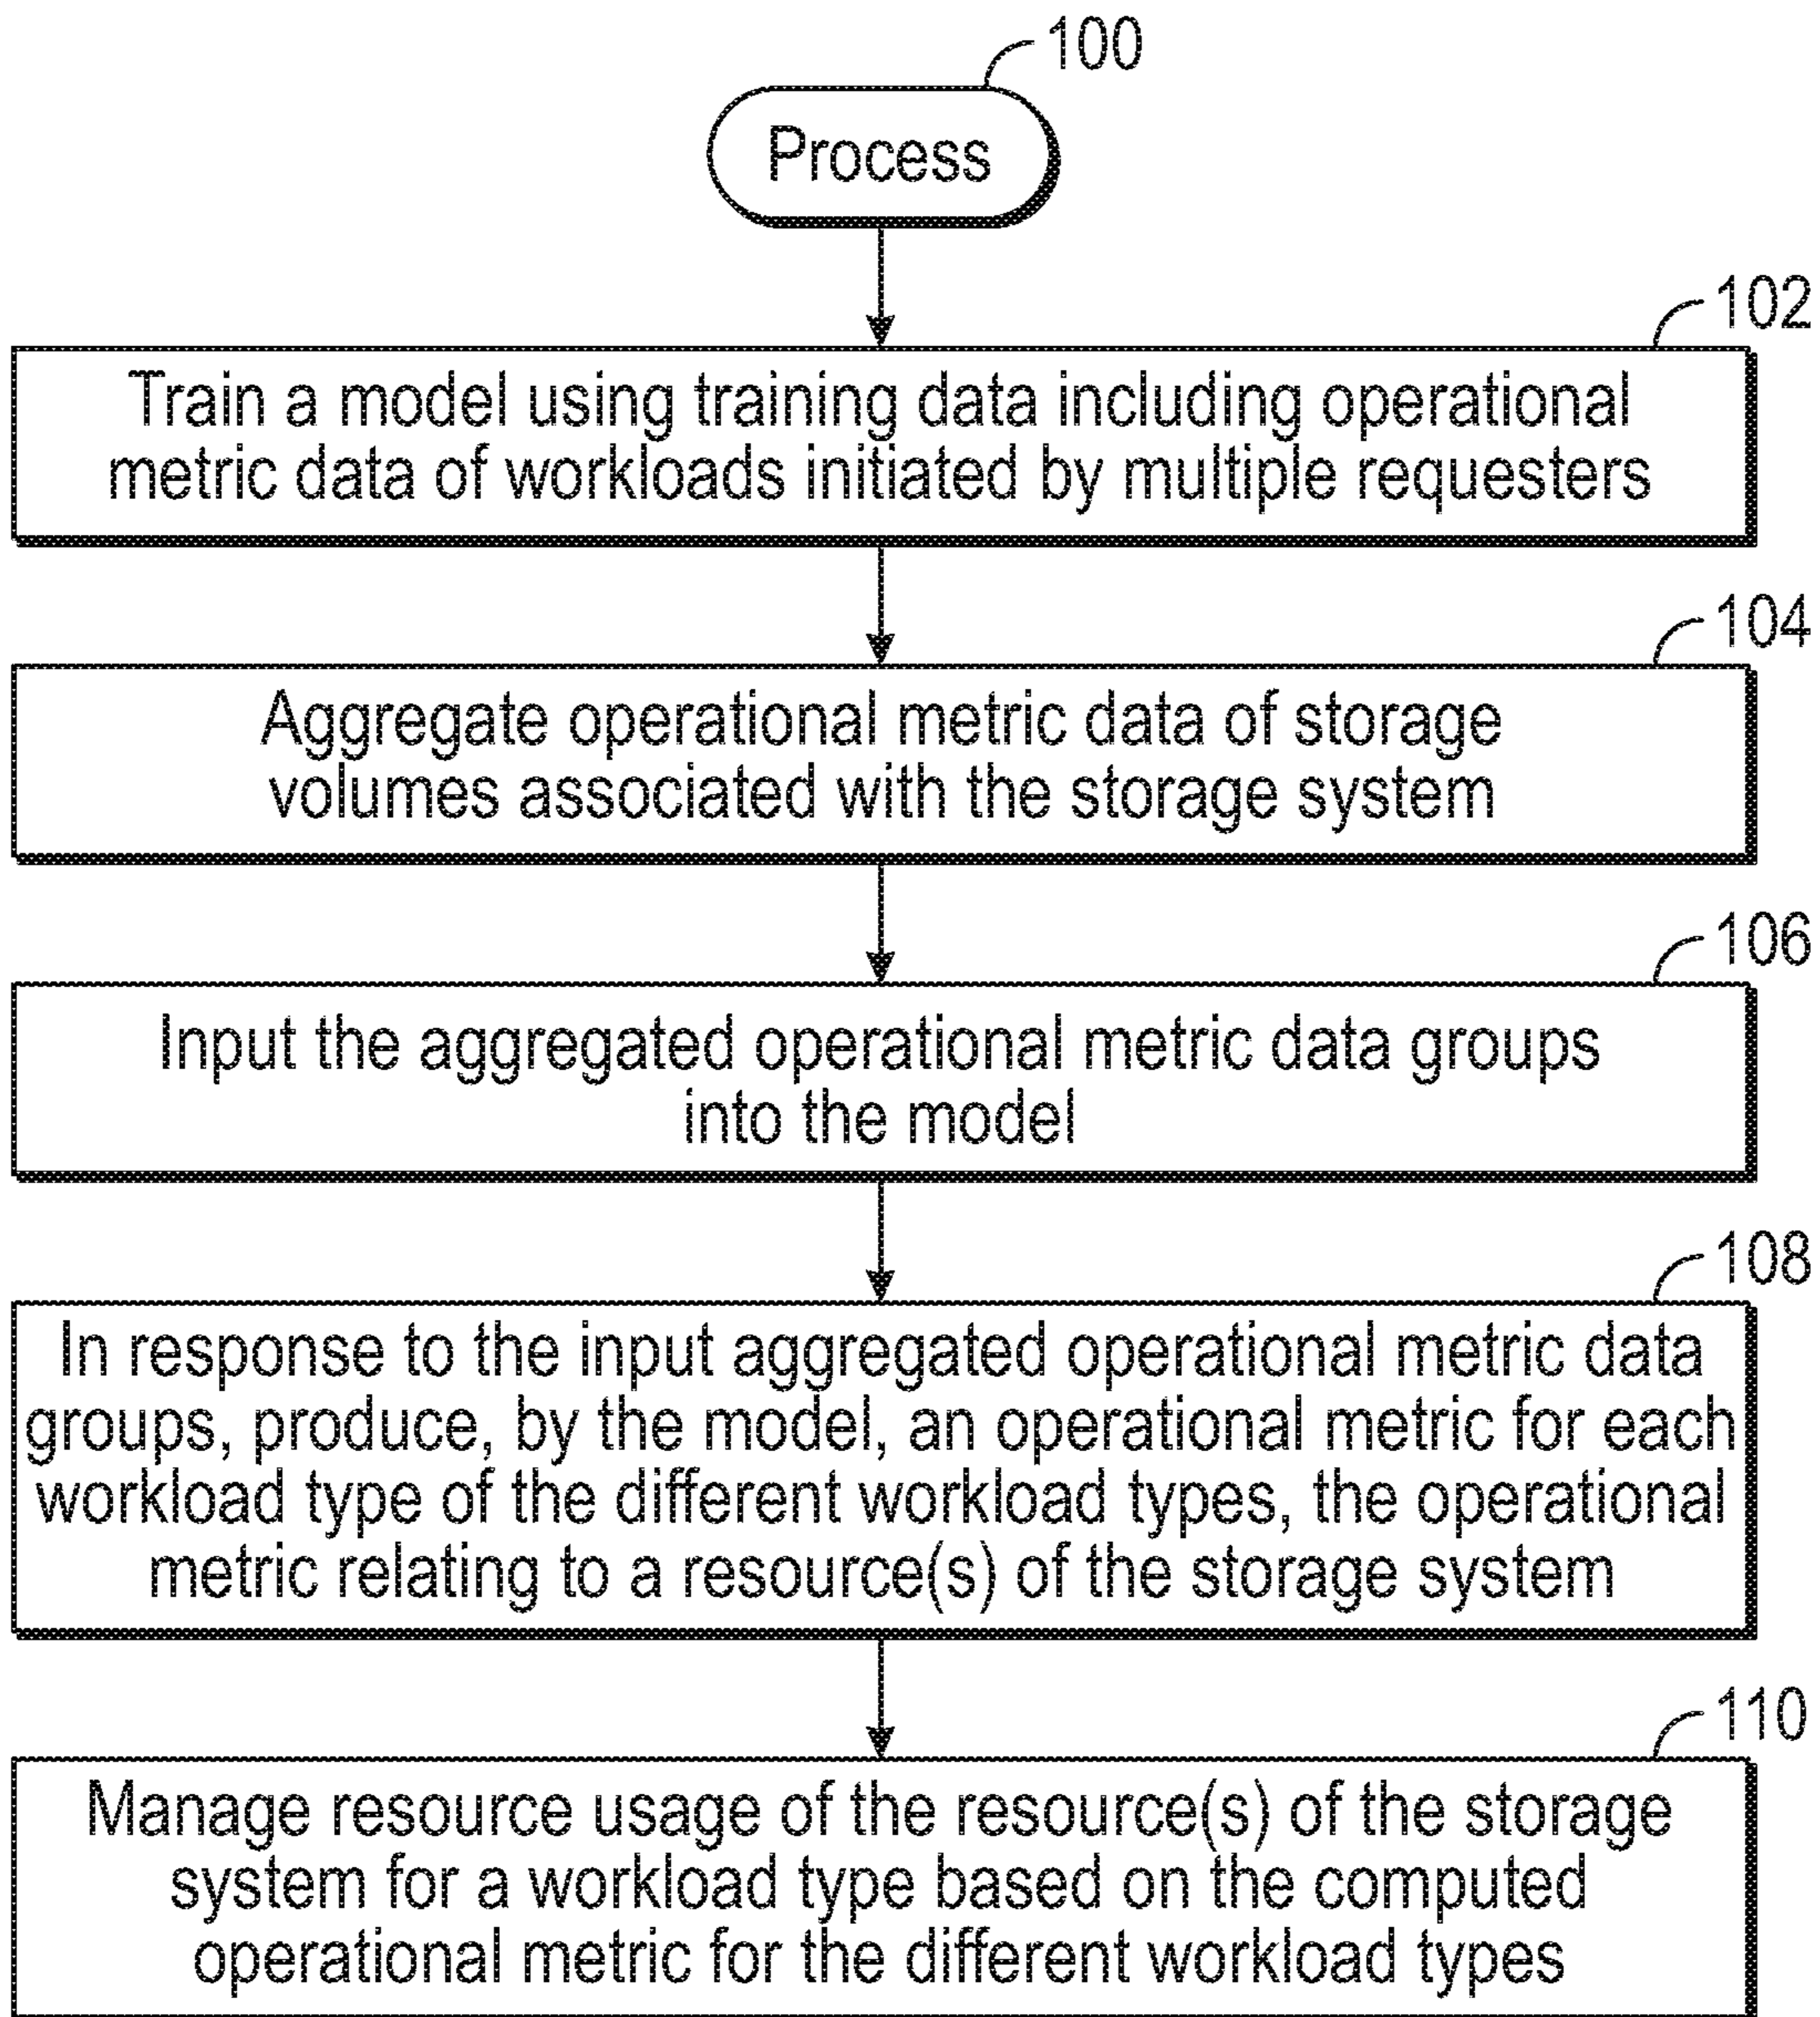 100
Process
102
Train a model using training data including operational
metric data of workloads initiated by multiple requesters
104
Aggregate operational metric data of storage
volumes associated with the storage system
106
Input the aggregated operational metric data groups
into the model
108
In response to the input aggregated operational metric data
groups, produce, by the model, an operational metric for each
workload type of the different workload types, the operational
metric relating to a resource(s) of the storage system
110
Manage resource usage of the resource(s) of the storage
system for a workload type based on the computed
operational metric for the different workload types